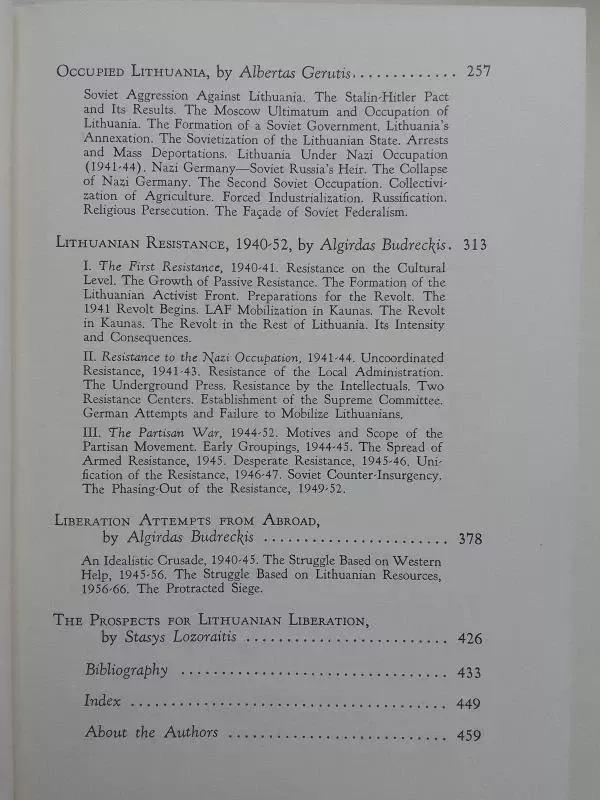 Occupied Lithuania, by Albertas Gerutis............. 257
Soviet Aggression Against Lithuania. The Stalin-Hitler Pact
and Its Results. The Moscow Ultimatum and Occupation of
Lithuania. The Formation of a Soviet Government. Lithuania's
Annexation. The Sovietization of the Lithuanian State. Arrests
and Mass Deportations. Lithuania Under Nazi Occupation
(1941-44). Nazi Germany—Soviet Russia's Heir. The Collapse
of Nazi Germany. The Second Soviet Occupation. Collectivi-
zation of Agriculture. Forced Industrialization. Russification.
Religious Persecution. The Façade of Soviet Federalism.
Lithuanian Resistance, 1940-52, by Algirdas Budreckis. 313
I. The First Resistance, 1940-41. Resistance on the Cultural
Level. The Growth of Passive Resistance. The Formation of the
Lithuanian Activist Front. Preparations for the Revolt. The
1941 Revolt Begins. LAF Mobilization in Kaunas. The Revolt
in Kaunas. The Revolt in the Rest of Lithuania. Its Intensity
and Consequences.
II. Resistance to the Nazi Occupation, 1941-44. Uncoordinated
Resistance, 1941-43. Resistance of the Local Administration.
The Underground Press. Resistance by the Intellectuals. Two
Resistance Centers. Establishment of the Supreme Committee.
German Attempts and Failure to Mobilize Lithuanians.
III. The Partisan War, 1944-52. Motives and Scope of the
Partisan Movement. Early Groupings, 1944-45. The Spread of
Armed Resistance, 1945. Desperate Resistance, 1945-46. Uni-
fication of the Resistance, 1946-47. Soviet Counter-Insurgency.
The Phasing-Out of the Resistance, 1949-52.
Liberation Attempts from Abroad,
by Algirdas Budreckis ....................... 378
An Idealistic Crusade, 1940-45. The Struggle Based on Western
Help, 1945-56. The Struggle Based on Lithuanian Resources,
1956-66. The Protracted Siege.
The Prospects for Lithuanian Liberation,
by Stasys Lozoraitis ......................... 426
Bibliography ................................. 433
Index ....................................... 449
About the Authors ........................... 459